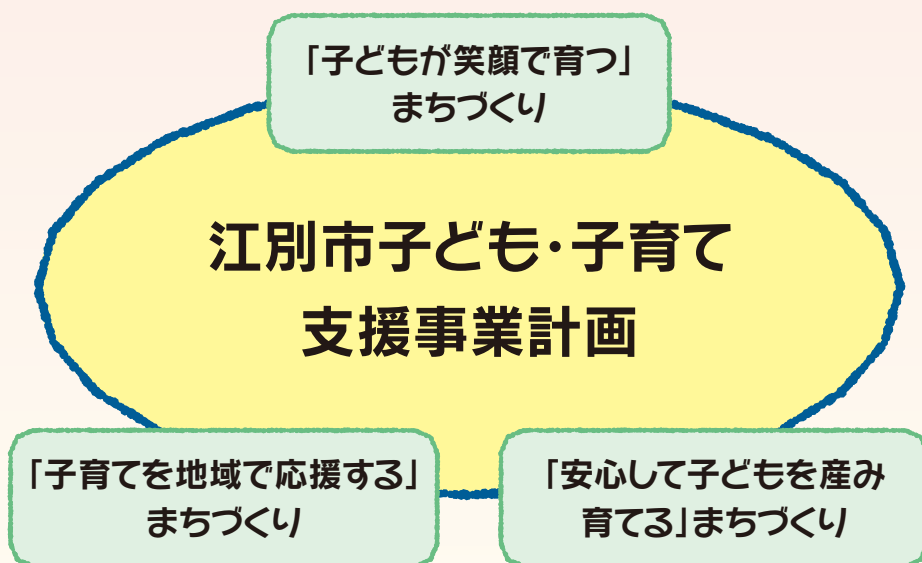 「子どもが笑顔で育つ」
まちづくり
江別市子ども・子育て
支援事業計画
「子育てを地域で応援する」
まちづくり
「安心して子どもを産み
育てる」まちづくり